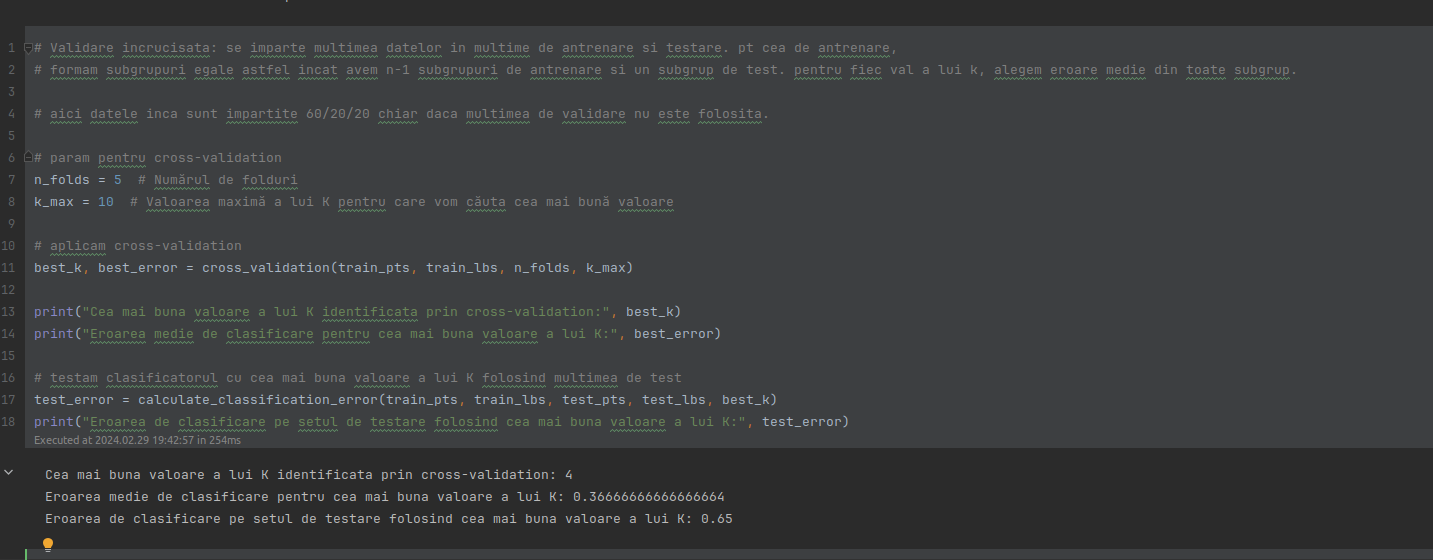 1 # Validare incrucisata: se imparte multimea datelor in multime de antrenare si testare. pt cea de antrenare,
2 # formam subgrupuri egale astfel incat avem n-1 subgrupuri de antrenare si un subgrup de test. pentru fiec val a lui k, alegem eroare medie din toate subgrup.
3
4 # aici datele inca sunt impartite 60/20/20 chiar daca multimea de validare nu este folosita.
5
6 # param pentru cross-validation
7 n_folds = 5  # Numărul de folduri
8 k_max = 10  # Valoarea maximă a lui K pentru care vom căuta cea mai bună valoare
9
10 # aplicam cross-validation
11 best_k, best_error = cross_validation(train_pts, train_lbs, n_folds, k_max)
12
13 print("Cea mai buna valoare a lui K identificata prin cross-validation:", best_k)
14 print("Eroarea medie de clasificare pentru cea mai buna valoare a lui K:", best_error)
15
16 # testam clasificatorul cu cea mai buna valoare a lui K folosind multimea de test
17 test_error = calculate_classification_error(train_pts, train_lbs, test_pts, test_lbs, best_k)
18 print("Eroarea de clasificare pe setul de testare folosind cea mai buna valoare a lui K:", test_error)
Executed at 2024.02.29 19:42:57 in 254ms
Cea mai buna valoare a lui K identificata prin cross-validation: 4
Eroarea medie de clasificare pentru cea mai buna valoare a lui K: 0.36666666666666664
Eroarea de clasificare pe setul de testare folosind cea mai buna valoare a lui K: 0.65